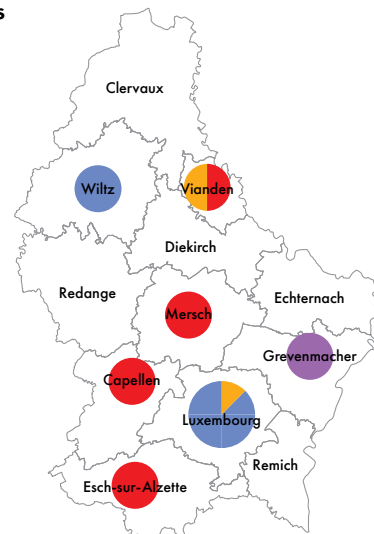 s
Clervaux
Wiltz
Vianden
Diekirch
Redange
Echternach
Mersch
Grevenmacher
Capellen
Luxembourg
Remich
Esch-sur-Alzette